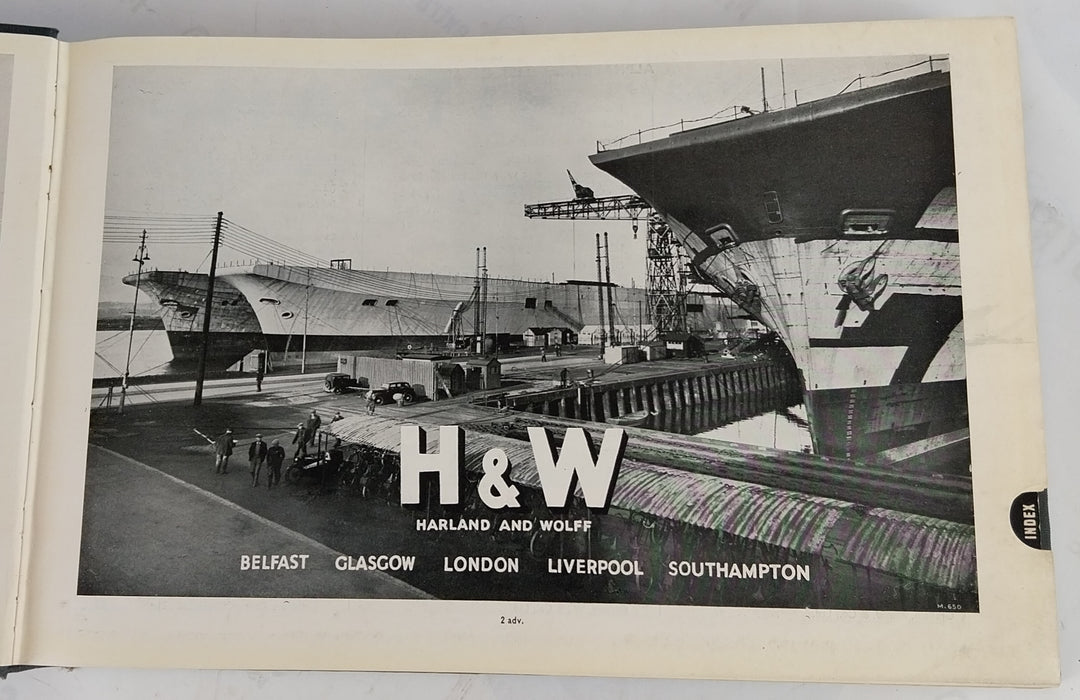 H & W
HARLAND AND WOLFF
BELFAST GLASGOW LONDON LIVERPOOL SOUTHAMPTON
M.650
2 adv.
INDEX